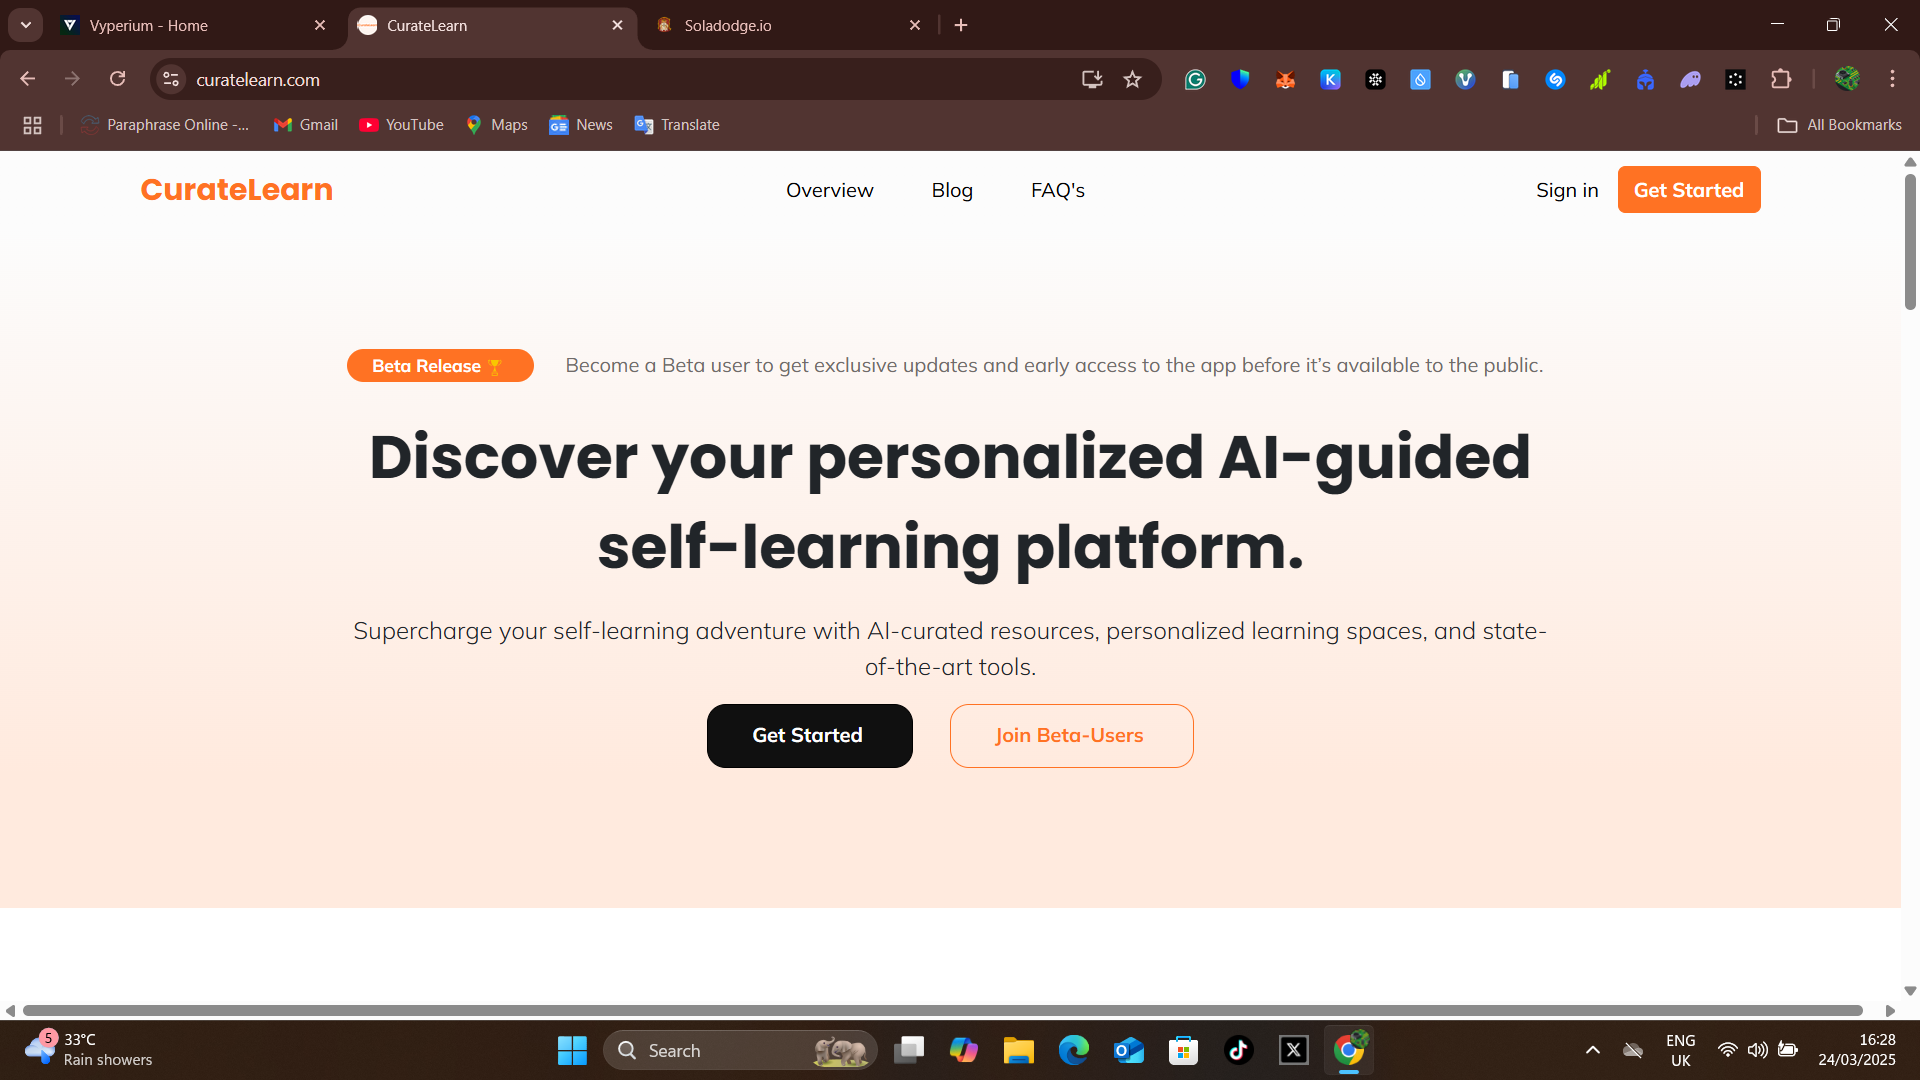 Vyperium - Home
CurateLearn
Soladodge.io
curatelearn.com
Paraphrase Online -...
Gmail
YouTube
Maps
News
Translate
All Bookmarks
CurateLearn
Overview
Blog
FAQ's
Sign in
Get Started
Beta Release
Become a Beta user to get exclusive updates and early access to the app before it’s available to the public.
Discover your personalized AI-guided
self-learning platform.
Supercharge your self-learning adventure with AI-curated resources, personalized learning spaces, and state-
of-the-art tools.
Get Started
Join Beta-Users
5
33°C
Rain showers
Search
ENG
UK
16:28
24/03/2025